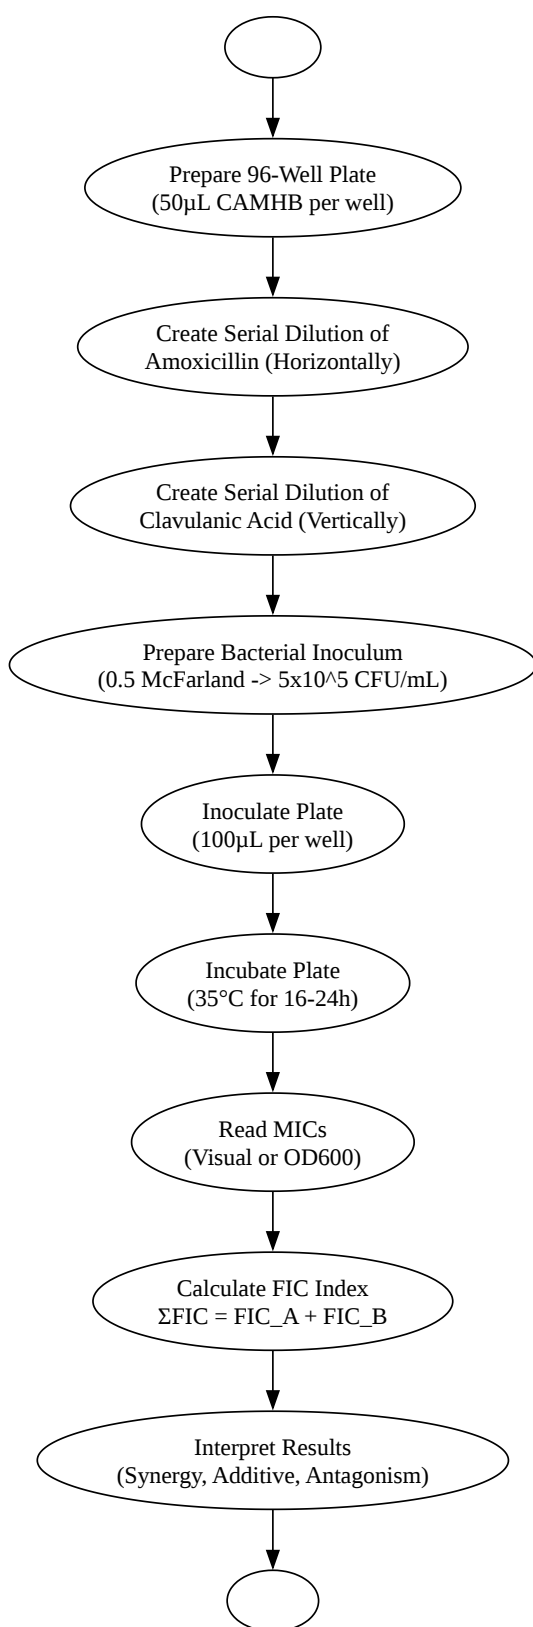 Prepare 96-Well Plate
(50µL CAMHB per well)
Create Serial Dilution of
Amoxicillin (Horizontally)
Create Serial Dilution of
Clavulanic Acid (Vertically)
Prepare Bacterial Inoculum
(0.5 McFarland -> 5x10^5 CFU/mL)
Inoculate Plate
(100µL per well)
Incubate Plate
(35°C for 16-24h)
Read MICs
(Visual or OD600)
Calculate FIC Index
ΣFIC = FIC_A + FIC_B
Interpret Results
(Synergy, Additive, Antagonism)